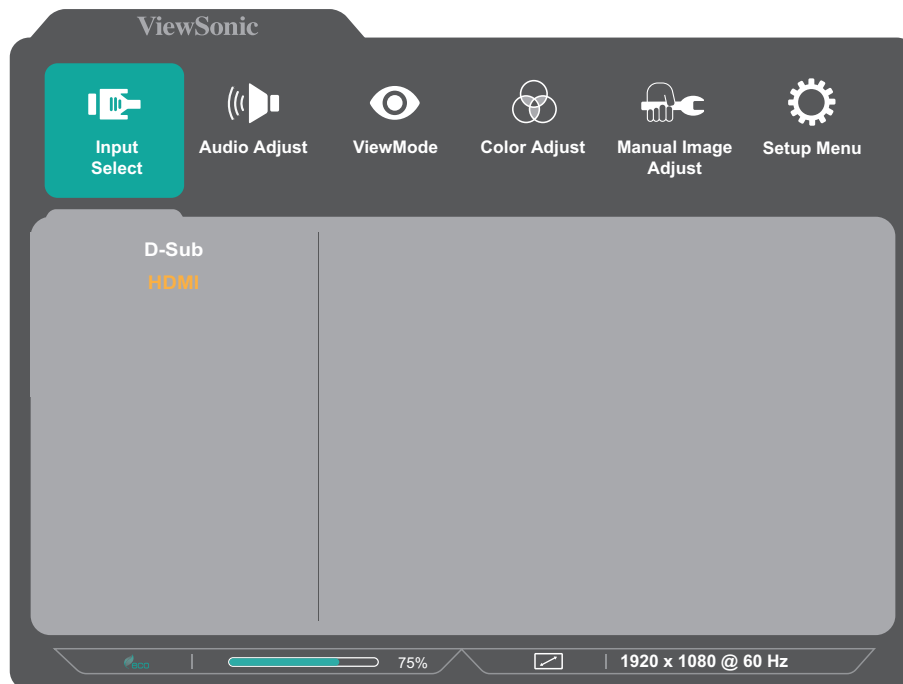 ViewSonic
Input
Select
Audio Adjust
ViewMode
Color Adjust
Manual Image
Adjust
Setup Menu
D-Sub
HDMI
ECO
75%
1920 x 1080 @ 60 Hz